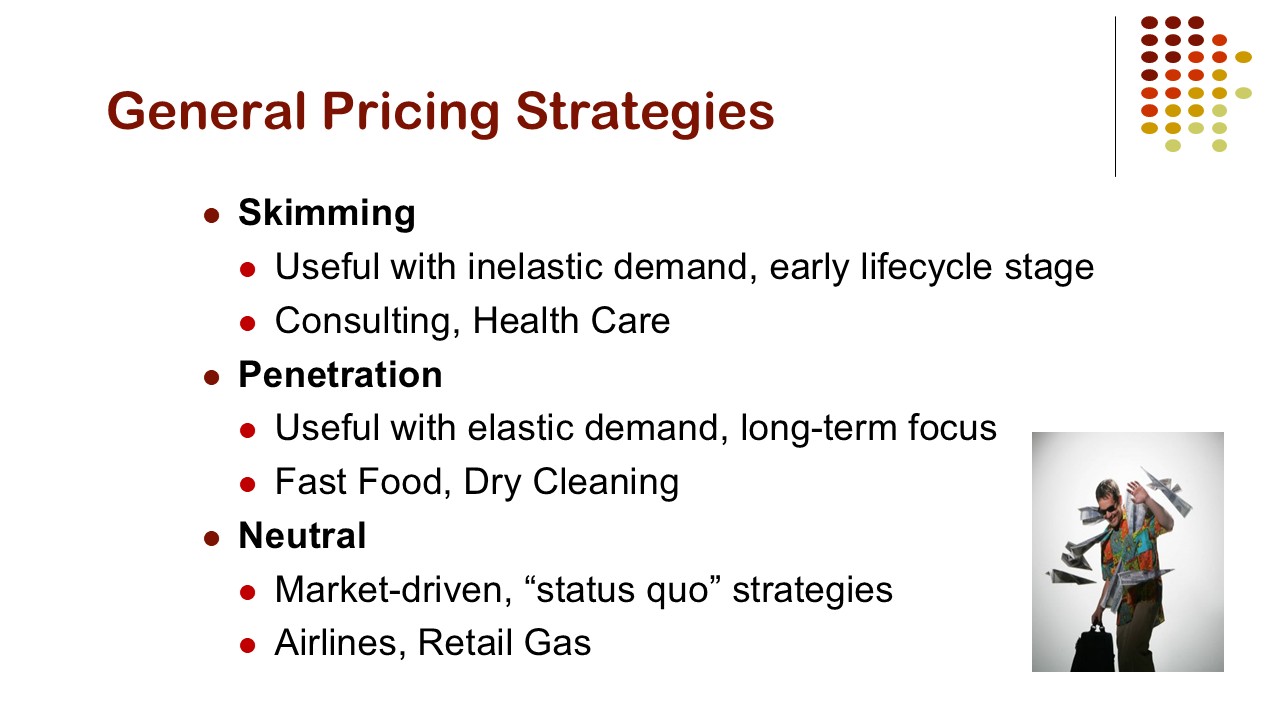 General Pricing Strategies
Skimming
Useful with inelastic demand, early lifecycle stage
Consulting, Health Care
Penetration
Useful with elastic demand, long-term focus
Fast Food, Dry Cleaning
Neutral
Market-driven, “status quo” strategies
Airlines, Retail Gas